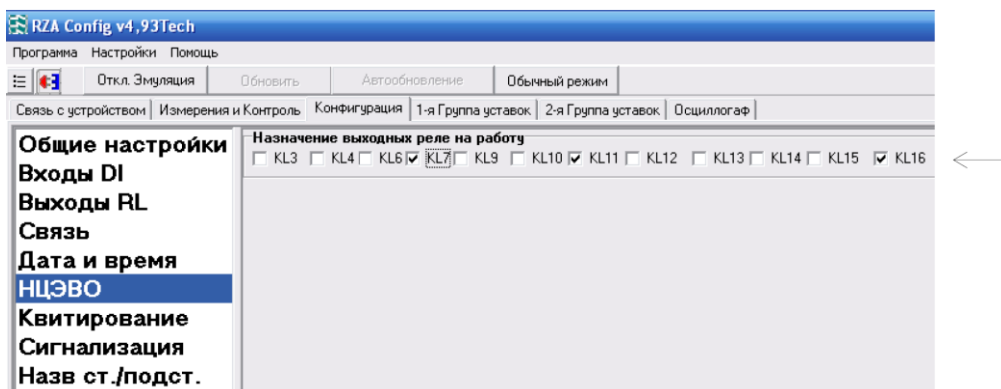 RZA Config v4,93Tech
Программа Настройки Помощь
Откл. Эмуляция Обновить Автообновление Обычный режим
Связь с устройством Измерения и Контроль Конфигурация 1-я Группа уставок 2-я Группа уставок Осциллогаф
Общие настройки
Входы DI
Выходы RL
Связь
Дата и время
НЦЭВО
Квитирование
Сигнализация
Назв ст./подст.
Назначение выходных реле на работу
KL3 KL4 KL6 KL7 KL9 KL10 KL11 KL12 KL13 KL14 KL15 KL16